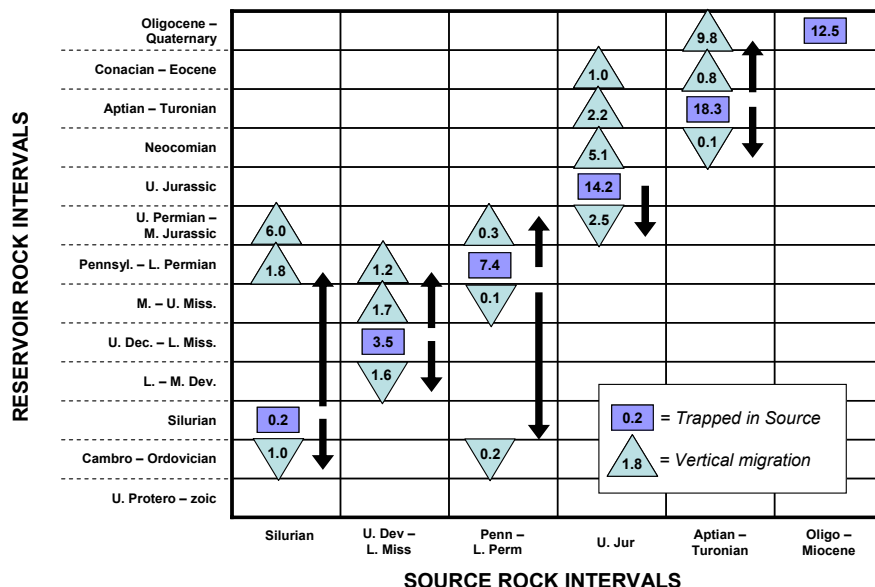 Oligocene –
Quaternary
9.8
12.5
Conacian – Eocene
1.0
0.8
Aptian – Turonian
2.2
18.3
Neocomian
5.1
0.1
U. Jurassic
14.2
U. Permian –
M. Jurassic
6.0
0.3
2.5
Pennsyl. – L. Permian
1.8
1.2
7.4
M. – U. Miss.
1.7
0.1
U. Dec. – L. Miss.
3.5
L. – M. Dev.
1.6
Silurian
0.2
Cambro – Ordovician
1.0
0.2
U. Protero – zoic
RESERVOIR ROCK INTERVALS
0.2 = Trapped in Source
1.8 = Vertical migration
Silurian
U. Dev –
L. Miss
Penn –
L. Perm
U. Jur
Aptian –
Turonian
Oligo –
Miocene
SOURCE ROCK INTERVALS